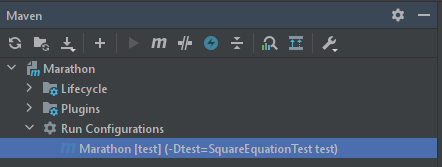 Maven
Marathon
Lifecycle
Plugins
Run Configurations
Marathon [test] (-Dtest=SquareEquationTest test)